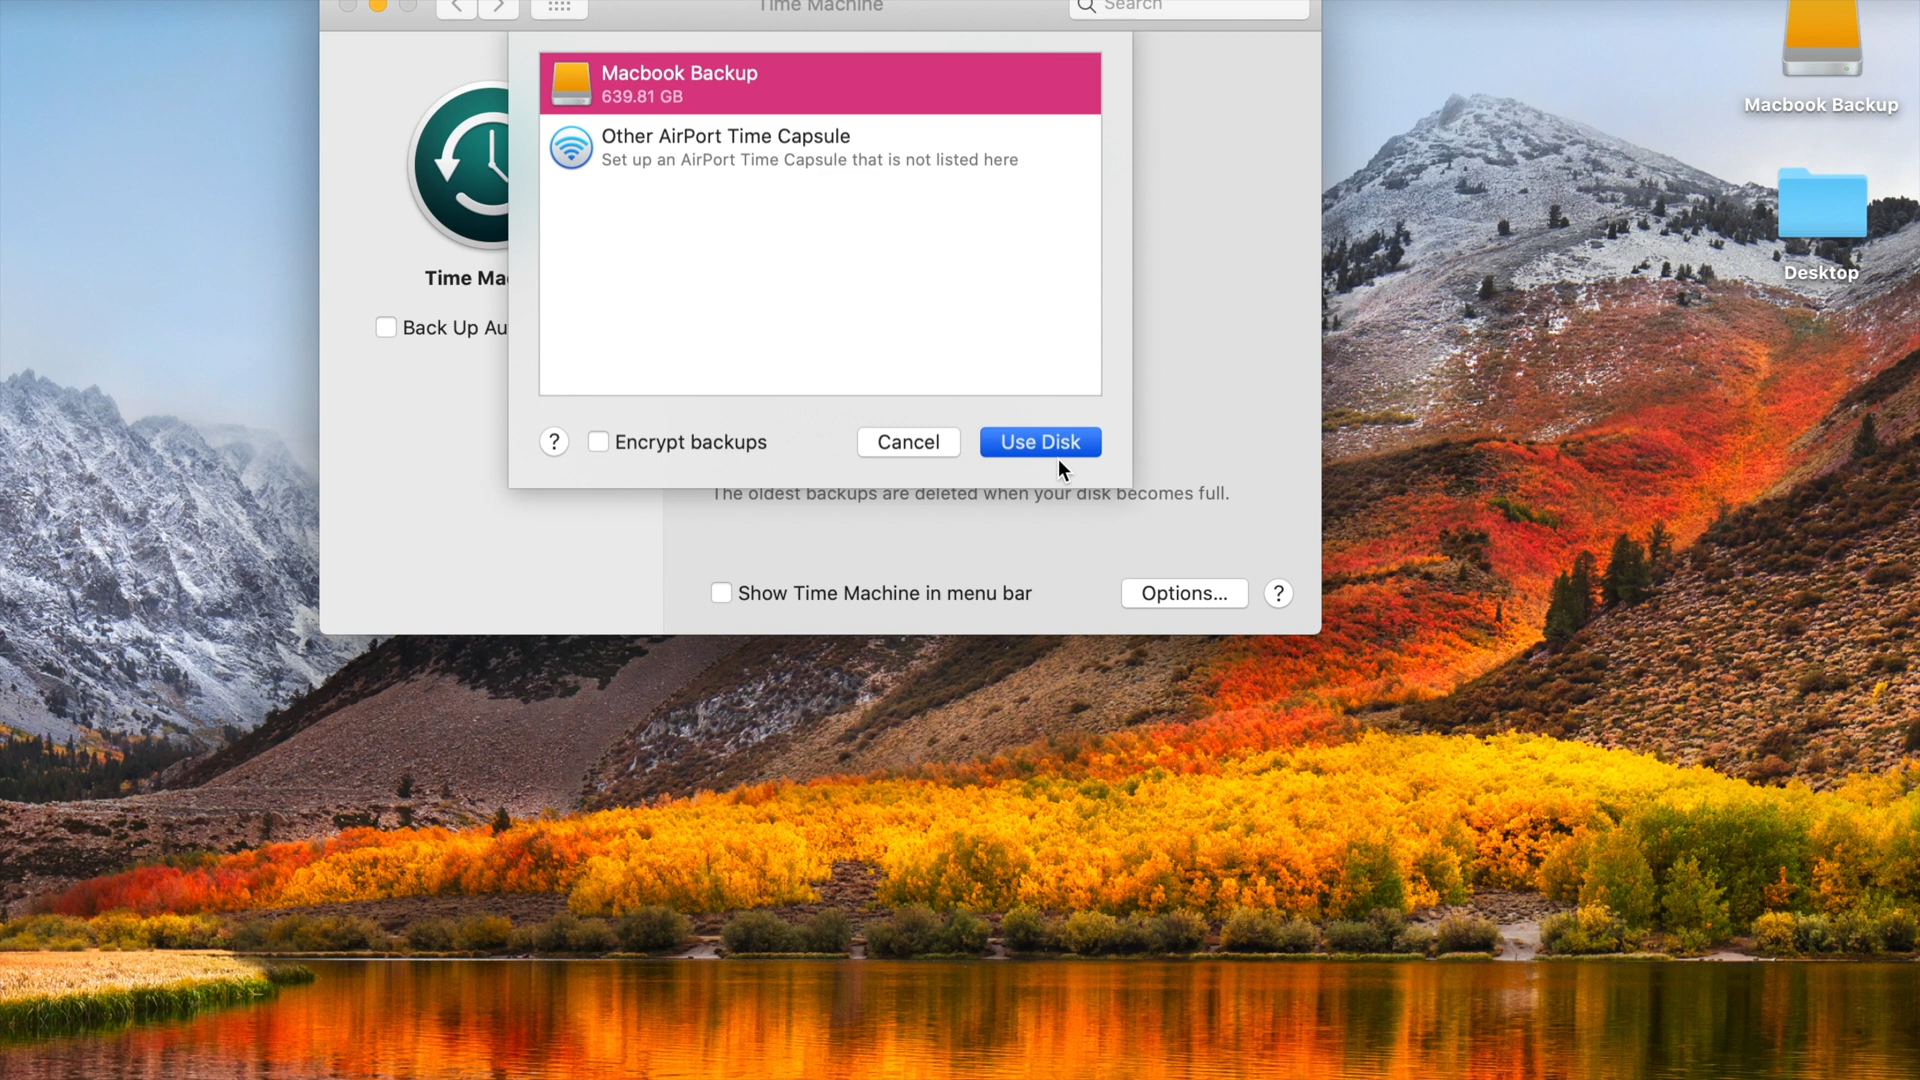 Time Machine
Search
Macbook Backup
639.81 GB
Other AirPort Time Capsule
Set up an AirPort Time Capsule that is not listed here
Time Ma
Back Up Au
? Encrypt backups
Cancel
Use Disk
The oldest backups are deleted when your disk becomes full.
Show Time Machine in menu bar
Options...
?
Macbook Backup
Desktop